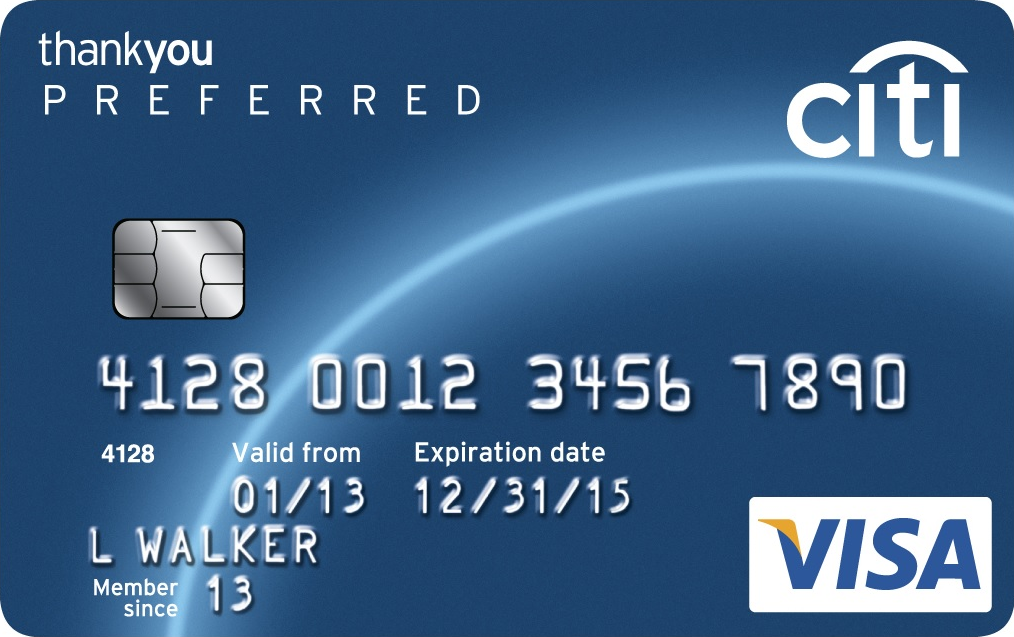 thankyou
PREFERRED
citi
4128 0012 3456 7890
4128 Valid from Expiration date
01/13 12/31/15
L WALKER
Member since 13
VISA